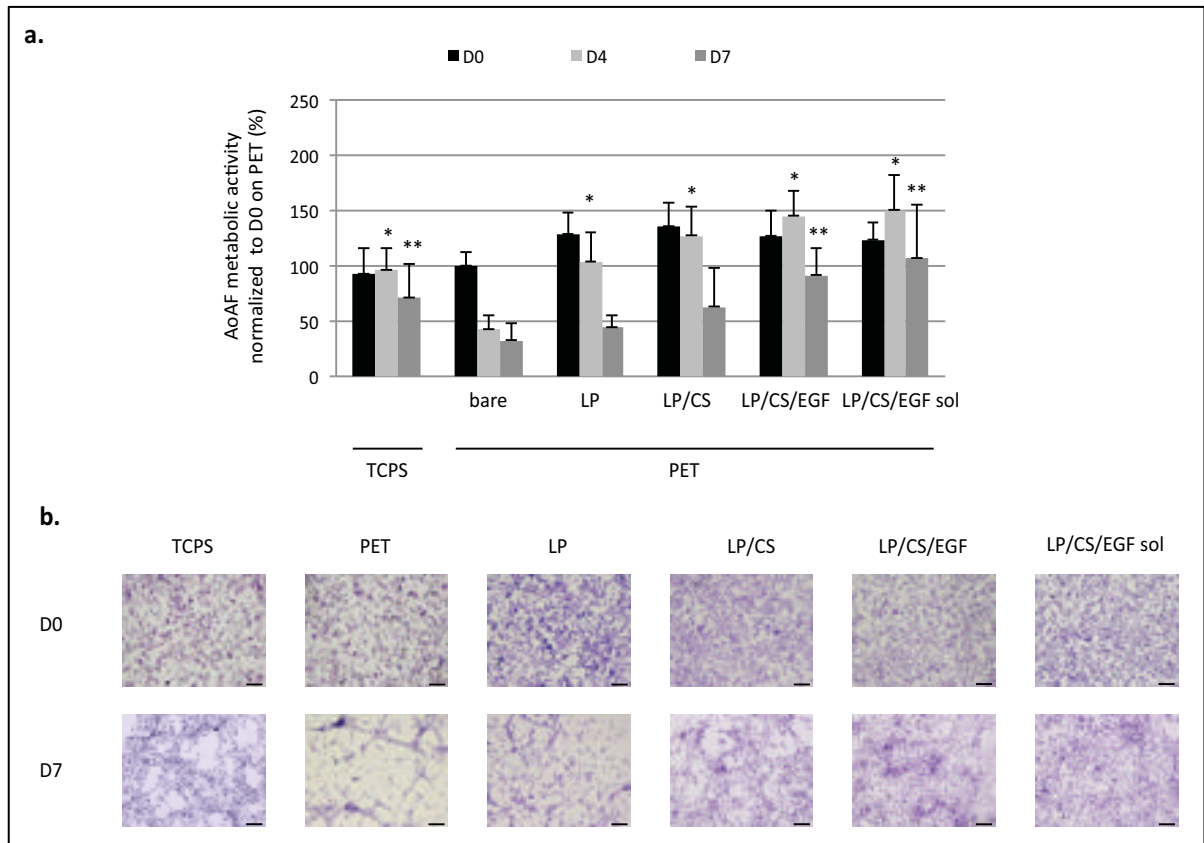 a.
D0 D4 D7
AoAF metabolic activity
normalized to D0 on PET (%)
250
200
150
100
50
0
* ** * * * ** * **
bare LP LP/CS LP/CS/EGF LP/CS/EGF sol
TCPS PET
b.
TCPS PET LP LP/CS LP/CS/EGF LP/CS/EGF sol
D0
D7